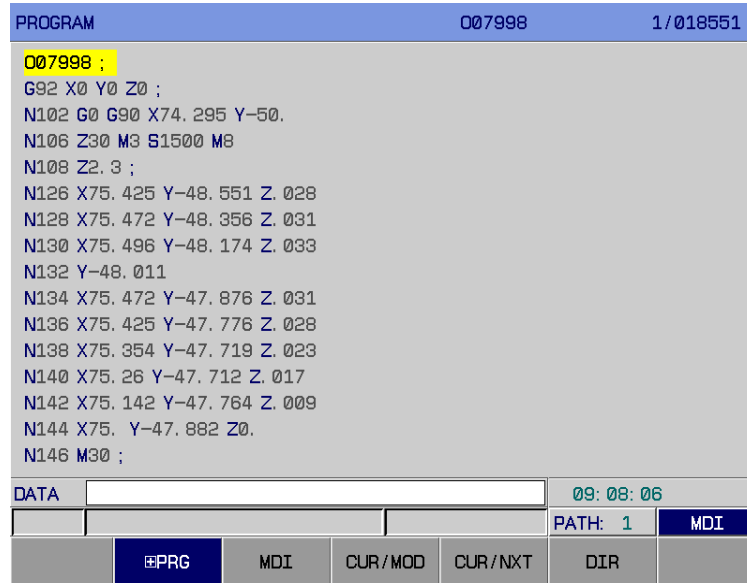 PROGRAM O07998 1/018551
O07998 ;
G92 X0 Y0 Z0 ;
N102 G0 G90 X74.295 Y-50.
N106 Z30 M3 S1500 M8
N108 Z2.3 ;
N126 X75.425 Y-48.551 Z.028
N128 X75.472 Y-48.356 Z.031
N130 X75.496 Y-48.174 Z.033
N132 Y-48.011
N134 X75.472 Y-47.876 Z.031
N136 X75.425 Y-47.776 Z.028
N138 X75.354 Y-47.719 Z.023
N140 X75.26 Y-47.712 Z.017
N142 X75.142 Y-47.764 Z.009
N144 X75. Y-47.882 Z0.
N146 M30 ;
DATA 09:08:06
PATH: 1 MDI
⊞PRG MDI CUR/MOD CUR/NXT DIR